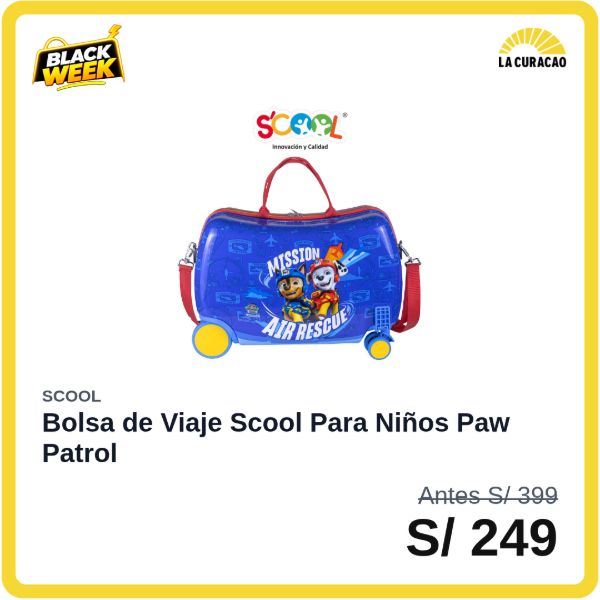 BLACK
WEEK
LA CURACAO
S'COOL®
Innovación y Calidad
MISSION
AIR RESCUE
SCOOL
Bolsa de Viaje Scool Para Niños Paw
Patrol
Antes S/ 399
S/ 249